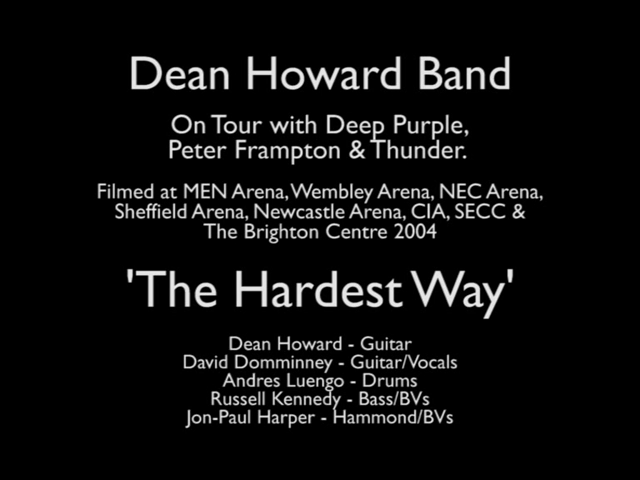 Dean Howard Band
On Tour with Deep Purple,
Peter Frampton & Thunder.
Filmed at MEN Arena, Wembley Arena, NEC Arena,
Sheffield Arena, Newcastle Arena, CIA, SECC &
The Brighton Centre 2004
'The Hardest Way'
Dean Howard - Guitar
David Domminney - Guitar/Vocals
Andres Luengo - Drums
Russell Kennedy - Bass/BVs
Jon-Paul Harper - Hammond/BVs